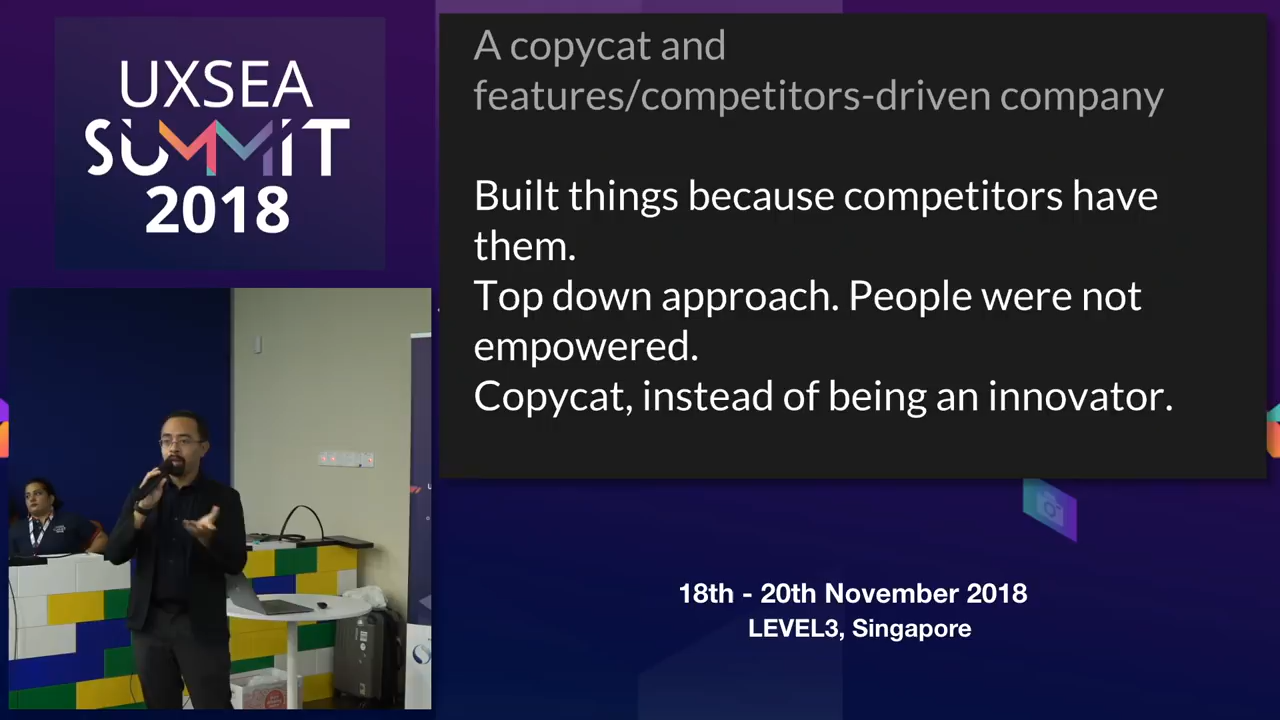 UXSEA
SUMMIT
2018
A copycat and
features/competitors-driven company
Built things because competitors have
them.
Top down approach. People were not
empowered.
Copycat, instead of being an innovator.
18th - 20th November 2018
LEVEL3, Singapore